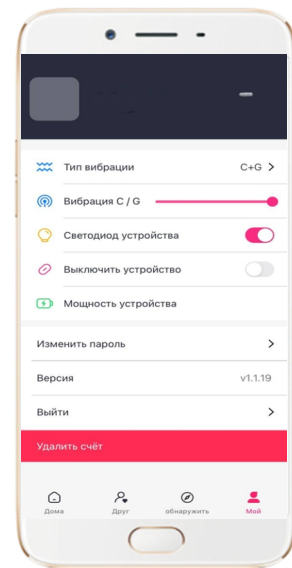 Тип вибрации C+G >
Вибрация C / G
Светодиод устройства
Выключить устройство
Мощность устройства
Изменить пароль >
Версия v1.1.19
Выйти >
Удалить счёт
Дома Друг обнаружить Мой